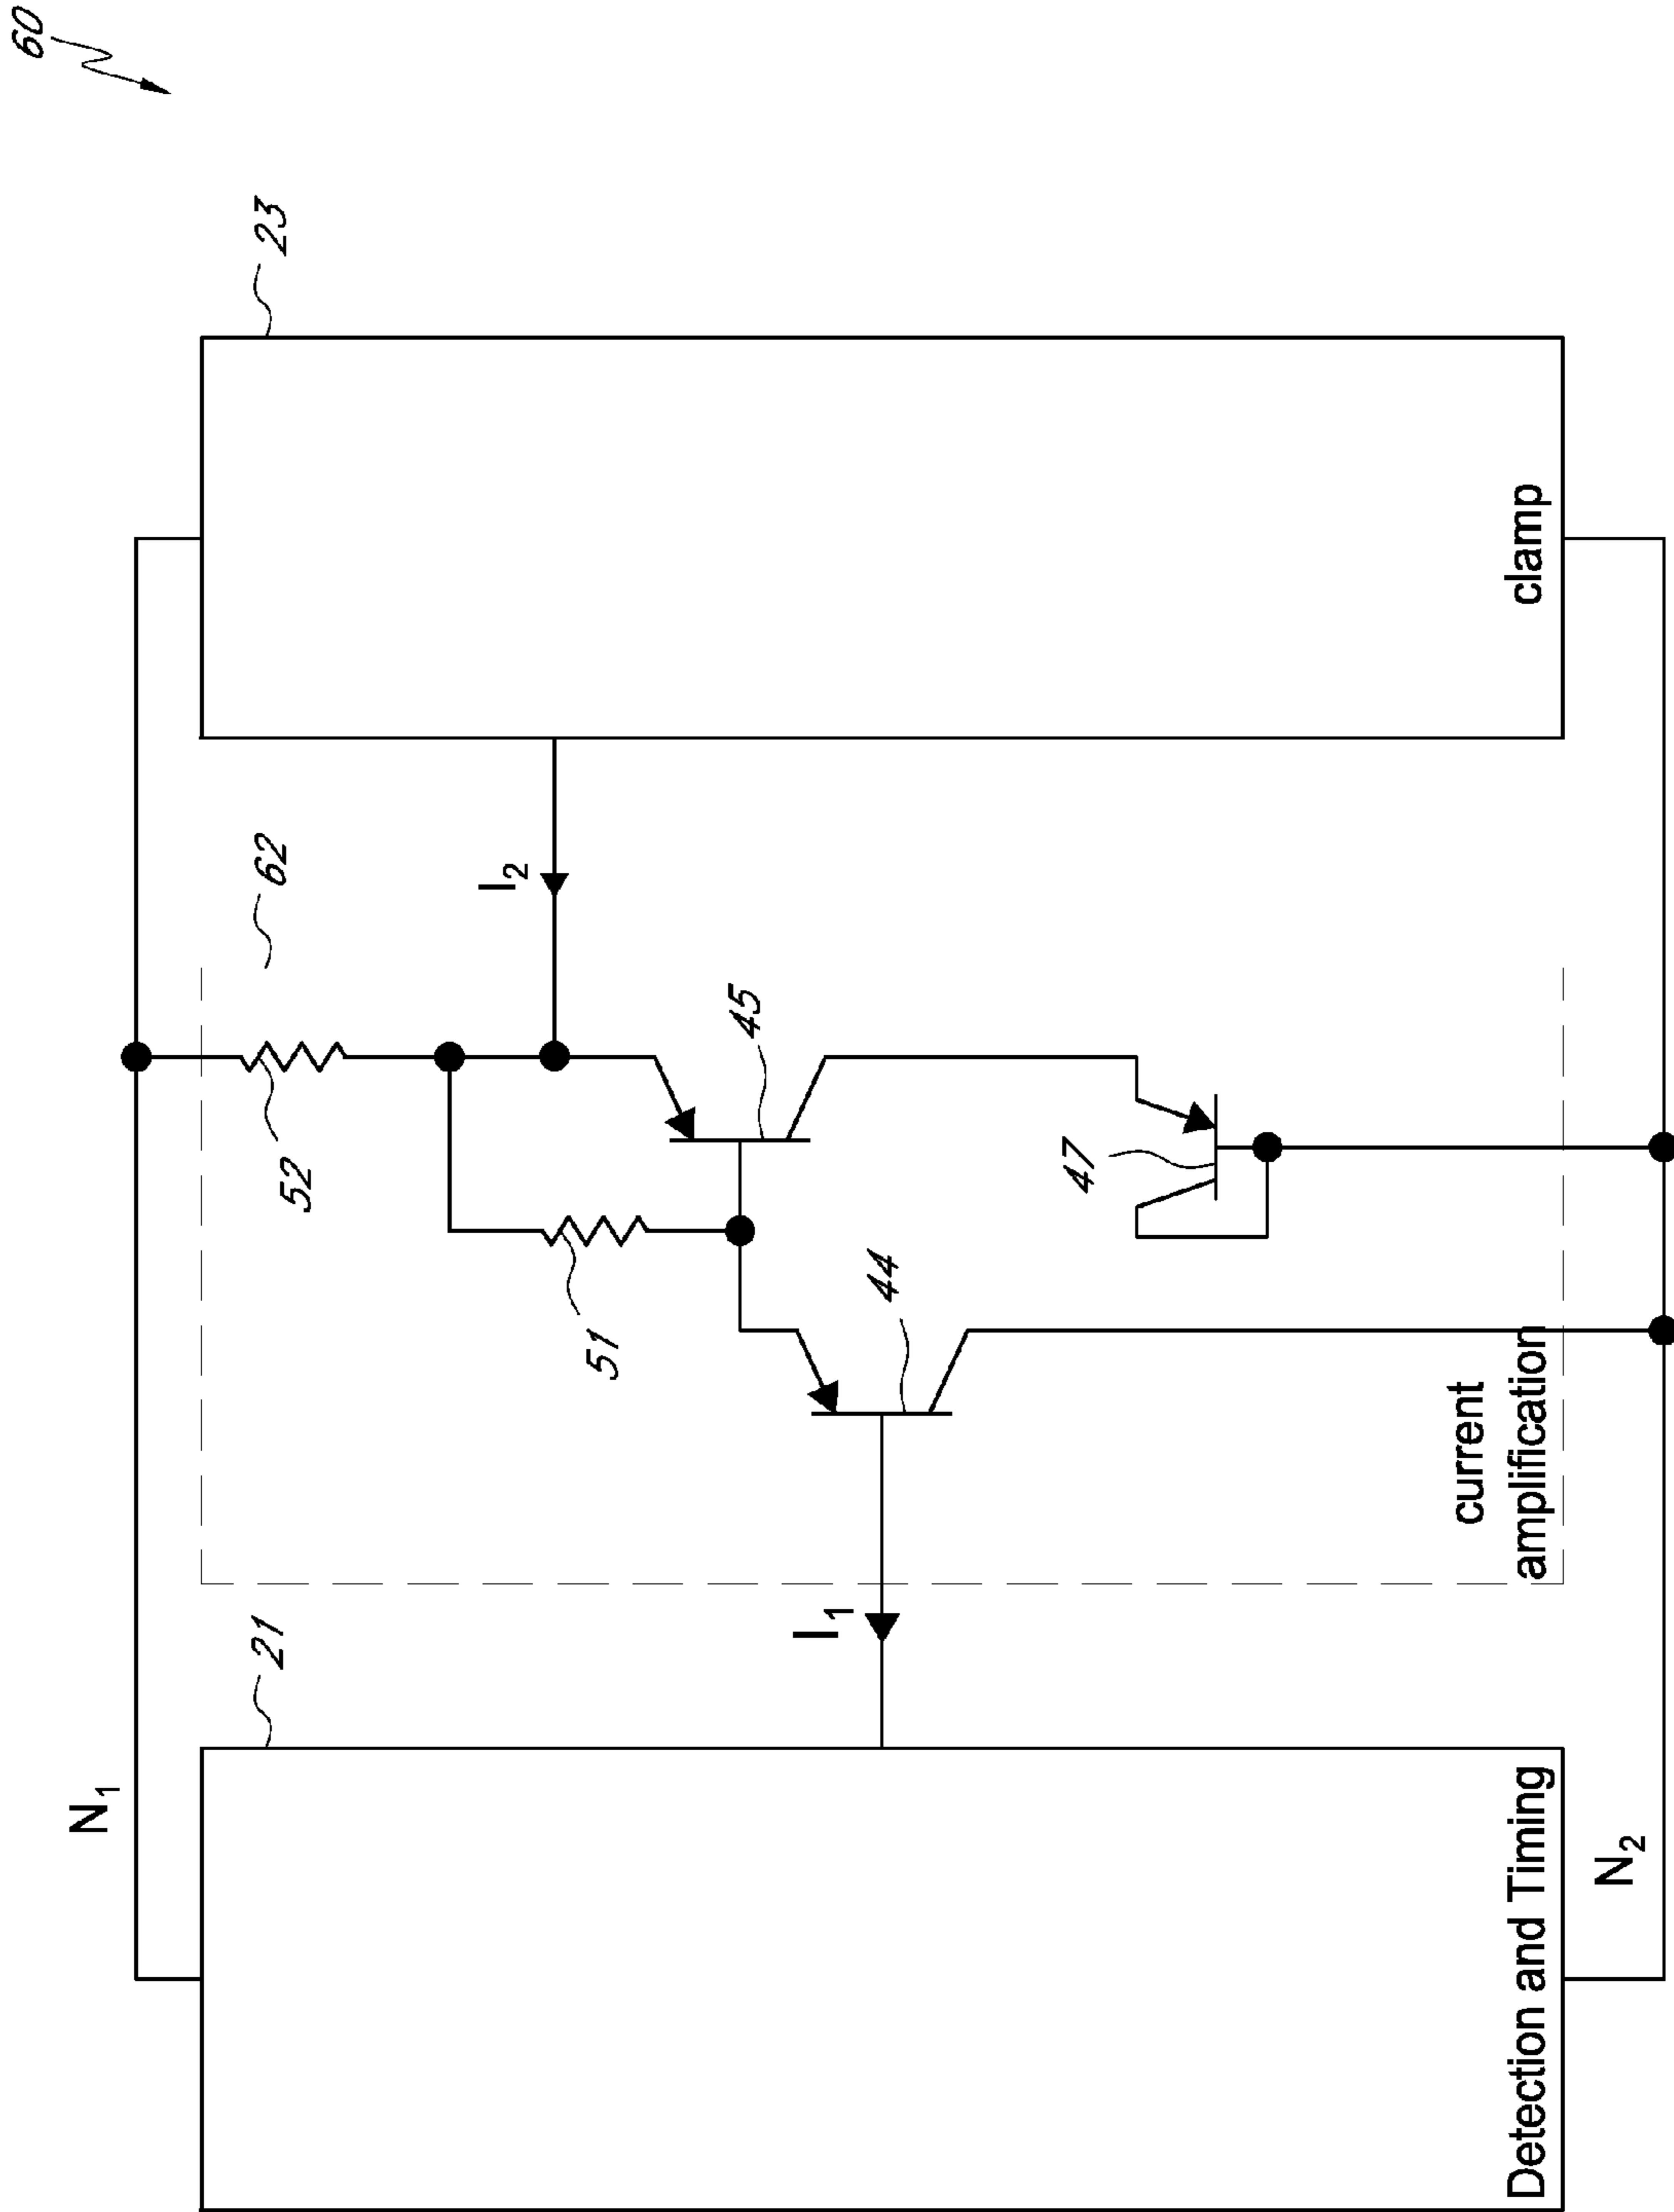 60
N1
21
23
62
52
51
45
44
47
I1
I2
Detection and Timing
current
amplification
clamp
N2